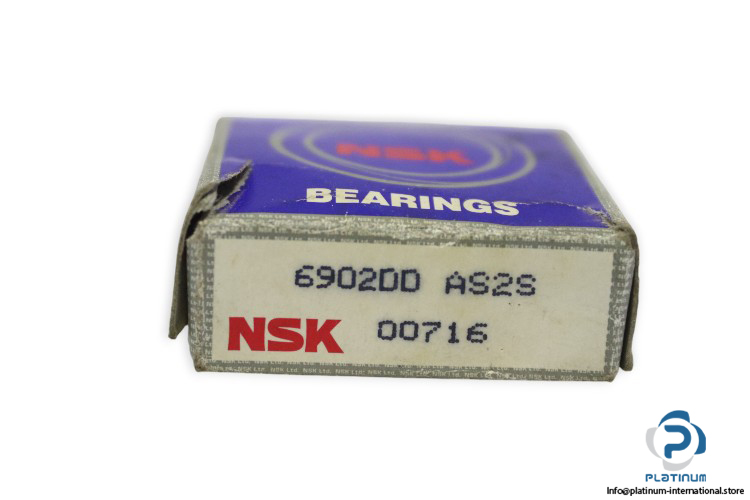 NSK
BEARINGS
6902DD AS2S
NSK 00716
PLATINUM
Info@platinum-international.store